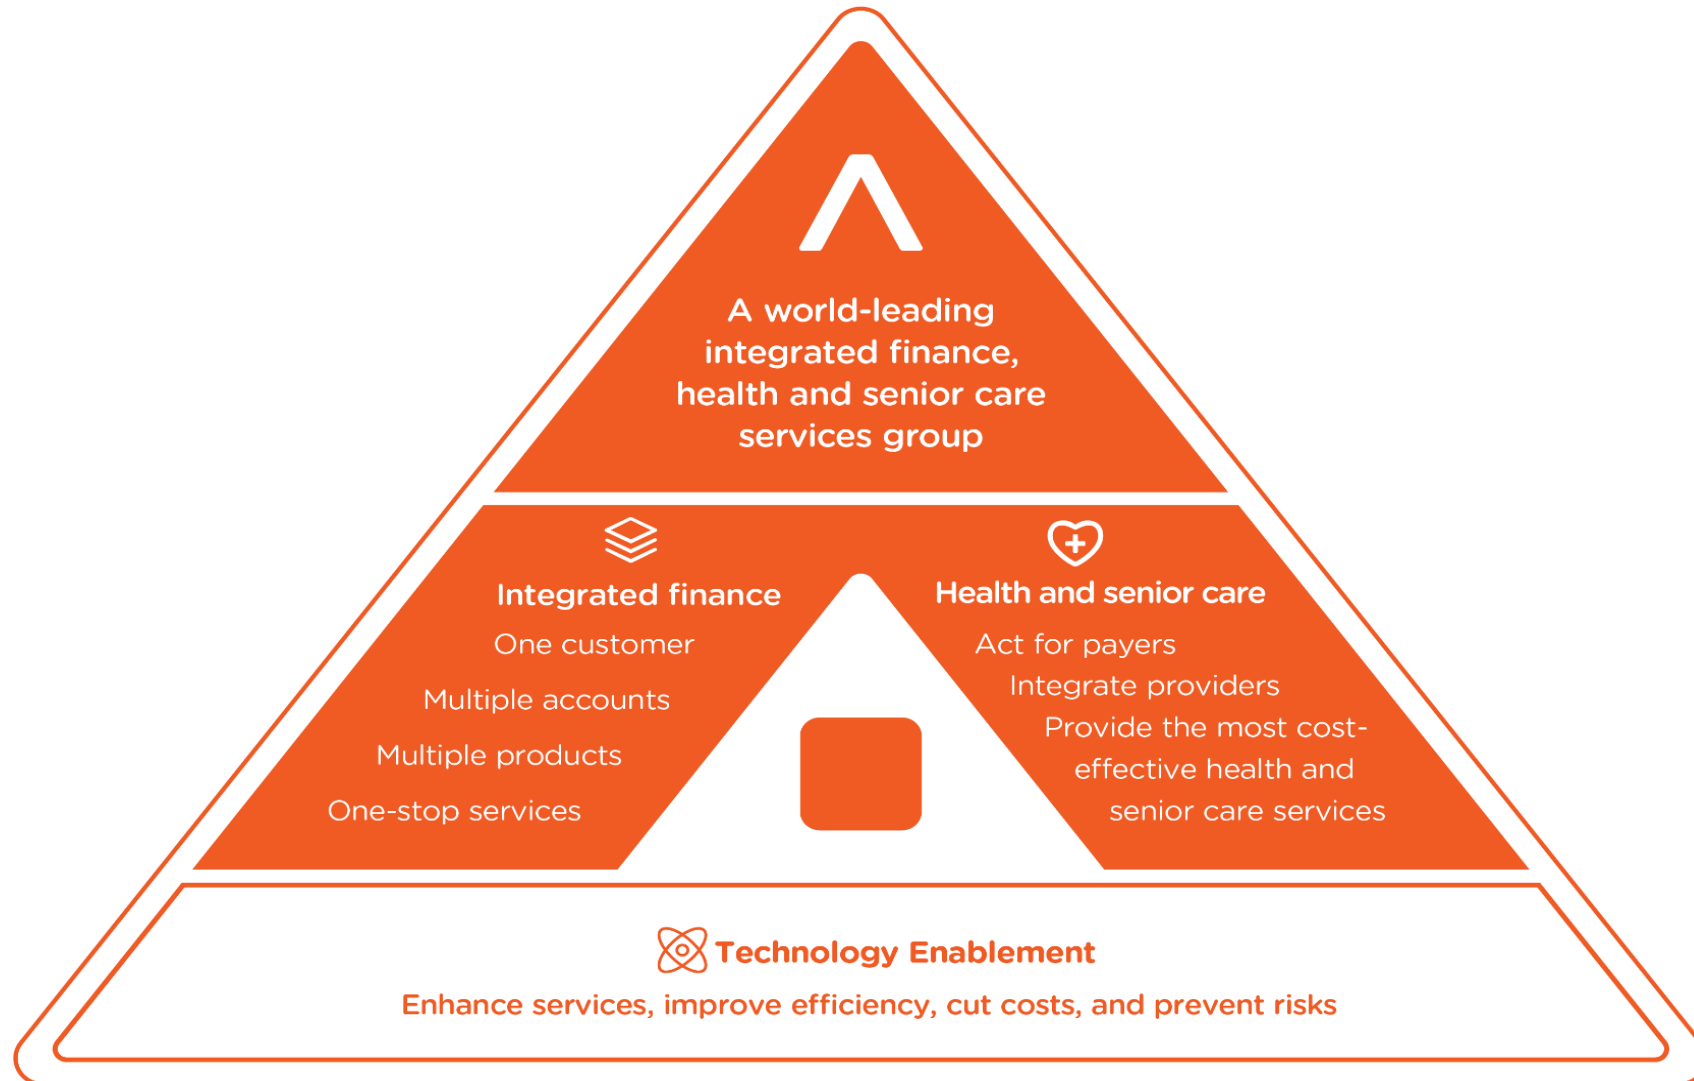 A world-leading
integrated finance,
health and senior care
services group
Integrated finance
One customer
Multiple accounts
Multiple products
One-stop services
Health and senior care
Act for payers
Integrate providers
Provide the most cost-
effective health and
senior care services
Technology Enablement
Enhance services, improve efficiency, cut costs, and prevent risks